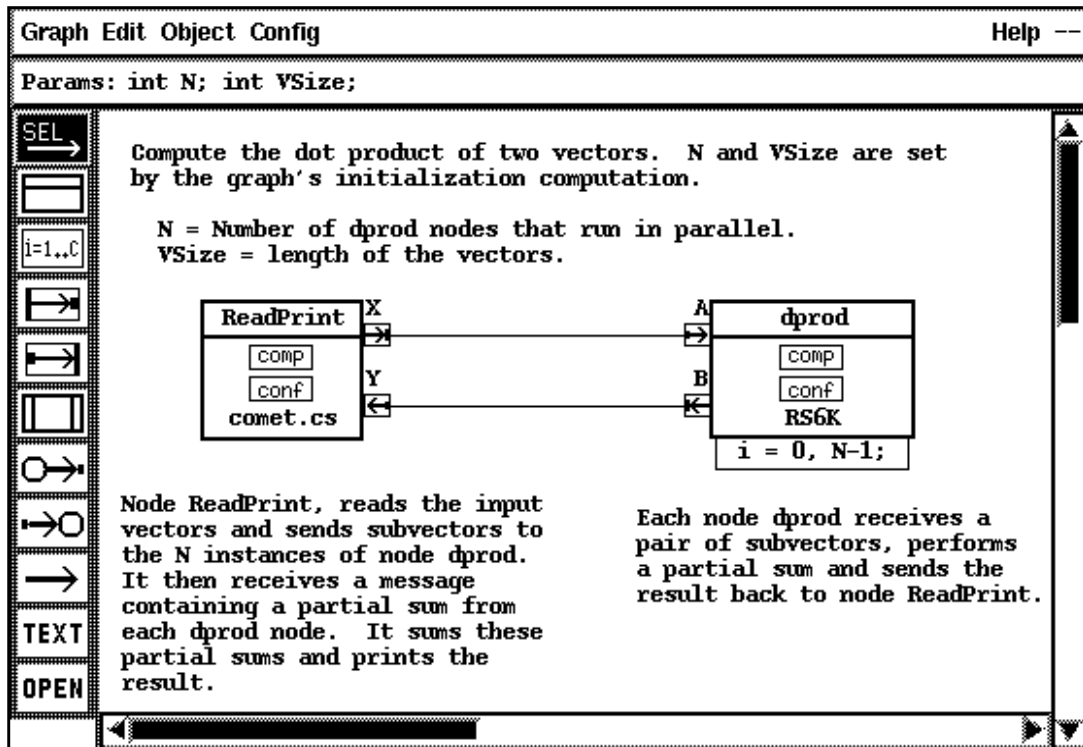 Graph Edit Object Config Help --
Params: int N; int VSize;
SEL
i=1..C
TEXT
OPEN
Compute the dot product of two vectors.  N and VSize are set
by the graph's initialization computation.
N = Number of dprod nodes that run in parallel.
VSize = length of the vectors.
ReadPrint
comp
conf
comet.cs
X
Y
A
B
dprod
comp
conf
RS6K
i = 0, N-1;
Node ReadPrint, reads the input
vectors and sends subvectors to
the N instances of node dprod.
It then receives a message
containing a partial sum from
each dprod node.  It sums these
partial sums and prints the
result.
Each node dprod receives a
pair of subvectors, performs
a partial sum and sends the
result back to node ReadPrint.